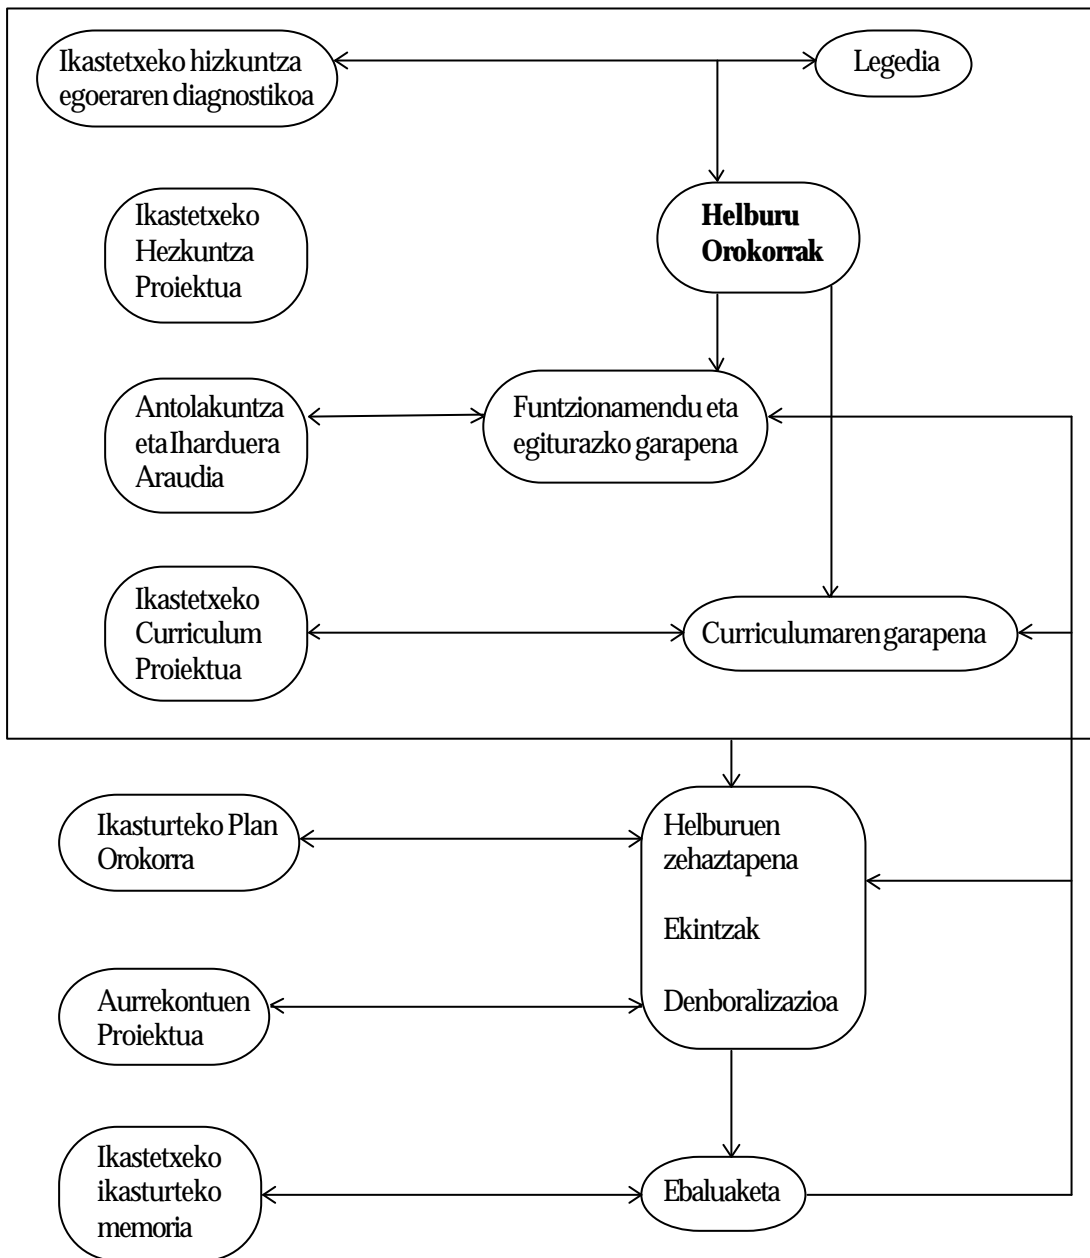 Ikastetxeko hizkuntza
egoeraren diagnostikoa
Legedia
Ikastetxeko
Hezkuntza
Proiektua
Helburu
Orokorrak
Antolakuntza
eta Iharduera
Araudia
Funtzionamendu eta
egiturazko garapena
Ikastetxeko
Curriculum
Proiektua
Curriculumaren garapena
Ikasturteko Plan
Orokorra
Helburuen
zehaztapena
Ekintzak
Denboralizazioa
Aurrekontuen
Proiektua
Ikastetxeko
ikasturteko
memoria
Ebaluaketa